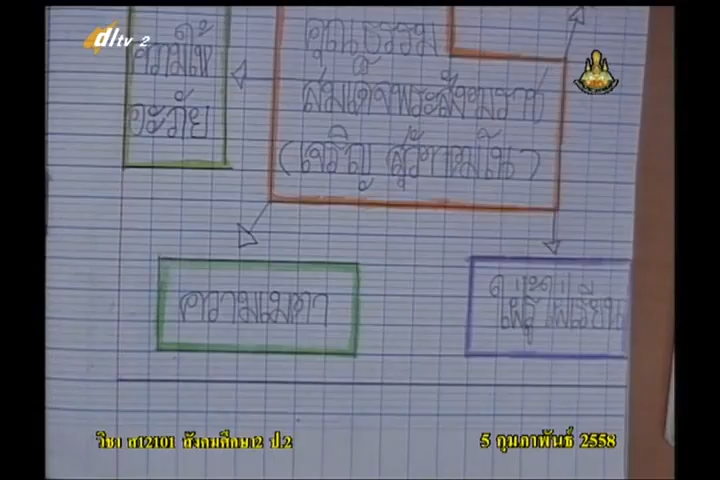 dltv 2
ความให้
อะภัย
คุณธรรม
สมเด็จพระสังฆราช
(เจริญ สุวฑฺฒโน)
ความเมตตา
ใฝ่รู้ ใฝ่เรียน
วิชา ส12101 สังคมศึกษา2 ป.2
5 กุมภาพันธ์ 2558